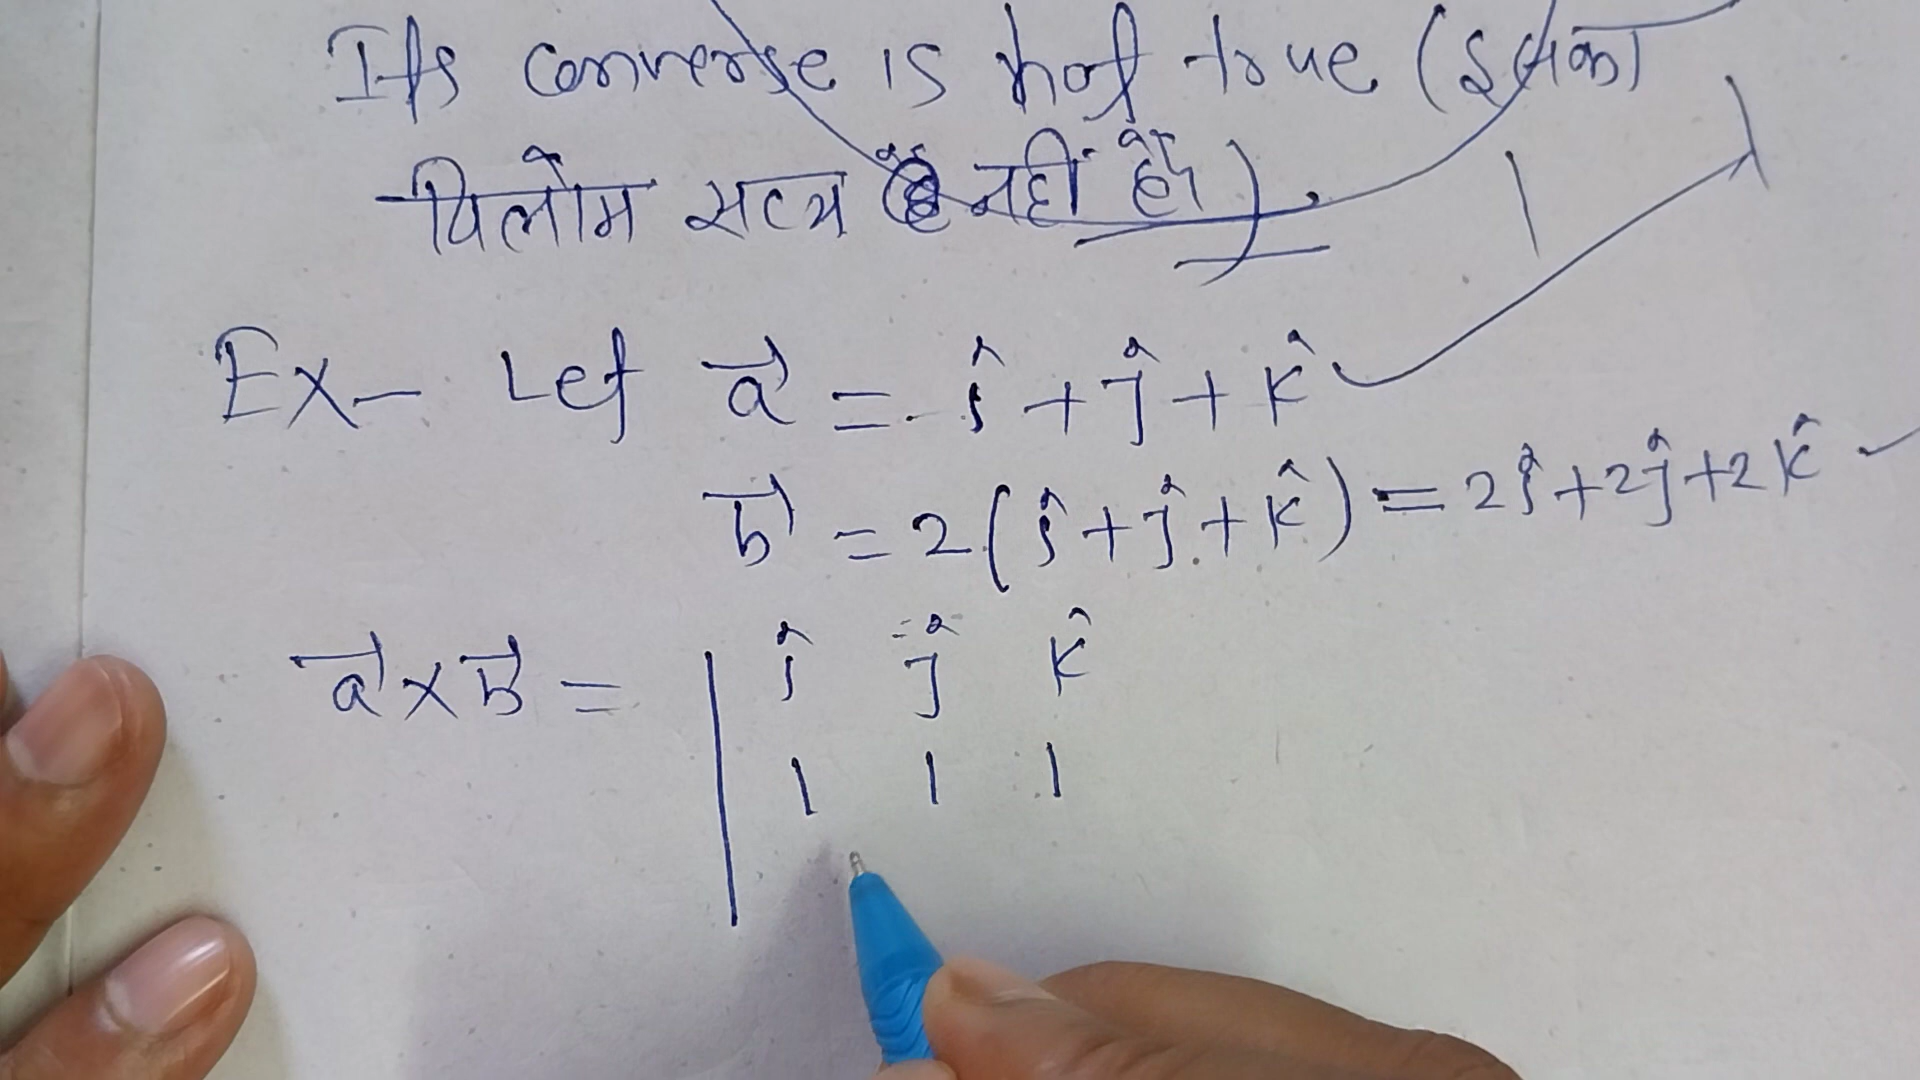 Its converse is not true (इसका
विलोम सत्य नहीं है).
Ex- Let a⃗ = î + ĵ + k̂
b⃗ = 2(î + ĵ + k̂) = 2î + 2ĵ + 2k̂
a⃗ × b⃗ = | î ĵ k̂
1 1 1